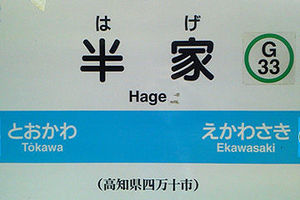 はげ
半家
G
33
Hage
とおかわ えかわさき
Tōkawa Ekawasaki
(高知県四万十市)